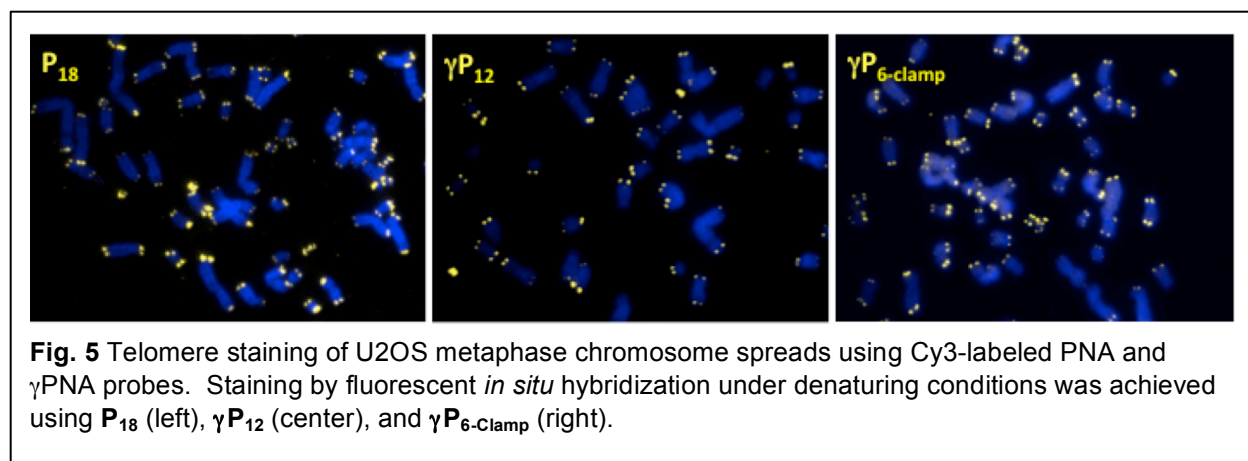 P₁₈
γP₁₂
γP₆₋clamp
Fig. 5 Telomere staining of U2OS metaphase chromosome spreads using Cy3-labeled PNA and
γPNA probes. Staining by fluorescent in situ hybridization under denaturing conditions was achieved
using P₁₈ (left), γP₁₂ (center), and γP₆₋Clamp (right).